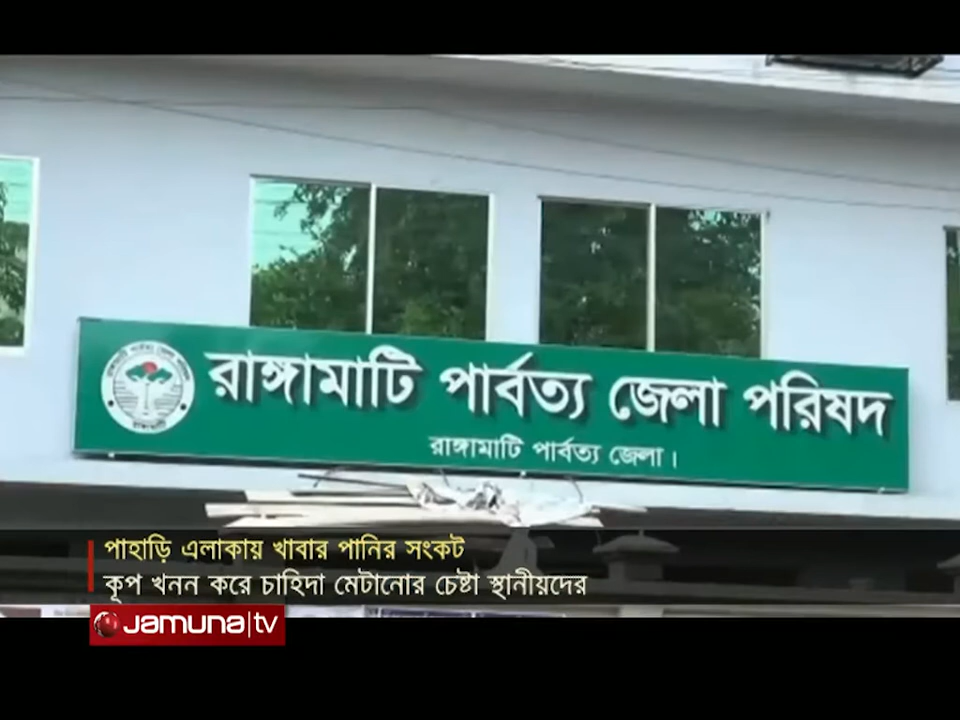 রাঙ্গামাটি পার্বত্য জেলা পরিষদ
রাঙ্গামাটি পার্বত্য জেলা।
পাহাড়ি এলাকায় খাবার পানির সংকট
কূপ খনন করে চাহিদা মেটানোর চেষ্টা স্থানীয়দের
Jamuna|tv